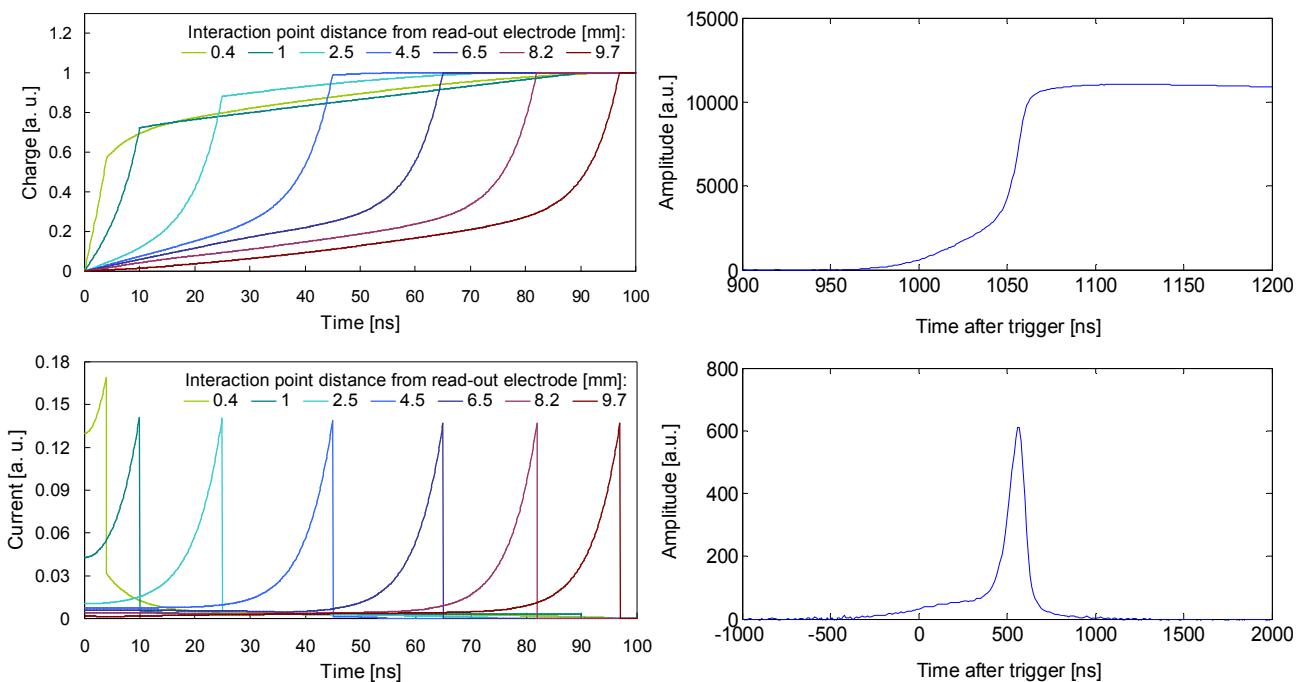 Interaction point distance from read-out electrode [mm]:
0.4 1 2.5 4.5 6.5 8.2 9.7
1.2
1
0.8
0.6
0.4
0.2
0
Charge [a. u.]
0 10 20 30 40 50 60 70 80 90 100
Time [ns]
15000
10000
5000
0
Amplitude [a.u.]
900 950 1000 1050 1100 1150 1200
Time after trigger [ns]
Interaction point distance from read-out electrode [mm]:
0.4 1 2.5 4.5 6.5 8.2 9.7
0.18
0.15
0.12
0.09
0.06
0.03
0
Current [a. u.]
0 10 20 30 40 50 60 70 80 90 100
Time [ns]
800
600
400
200
0
Amplitude [a.u.]
-1000 -500 0 500 1000 1500 2000
Time after trigger [ns]